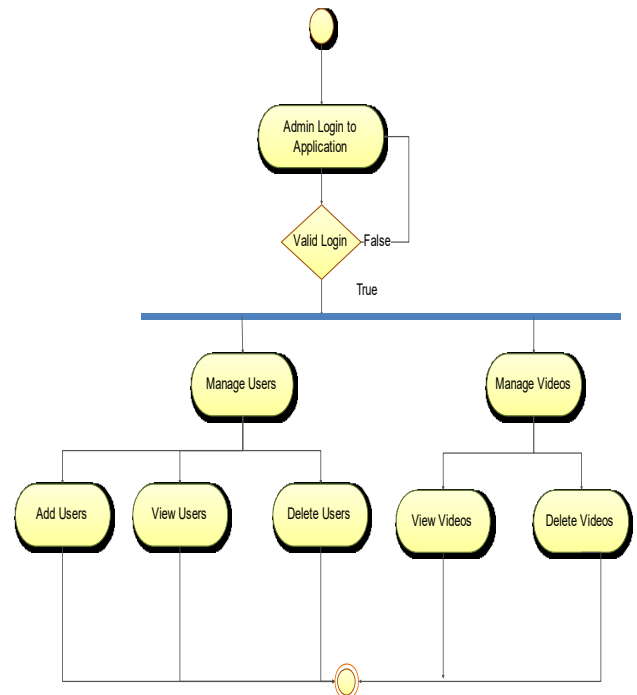 Admin Login to
Application
Valid Login
False
True
Manage Users
Manage Videos
Add Users
View Users
Delete Users
View Videos
Delete Videos